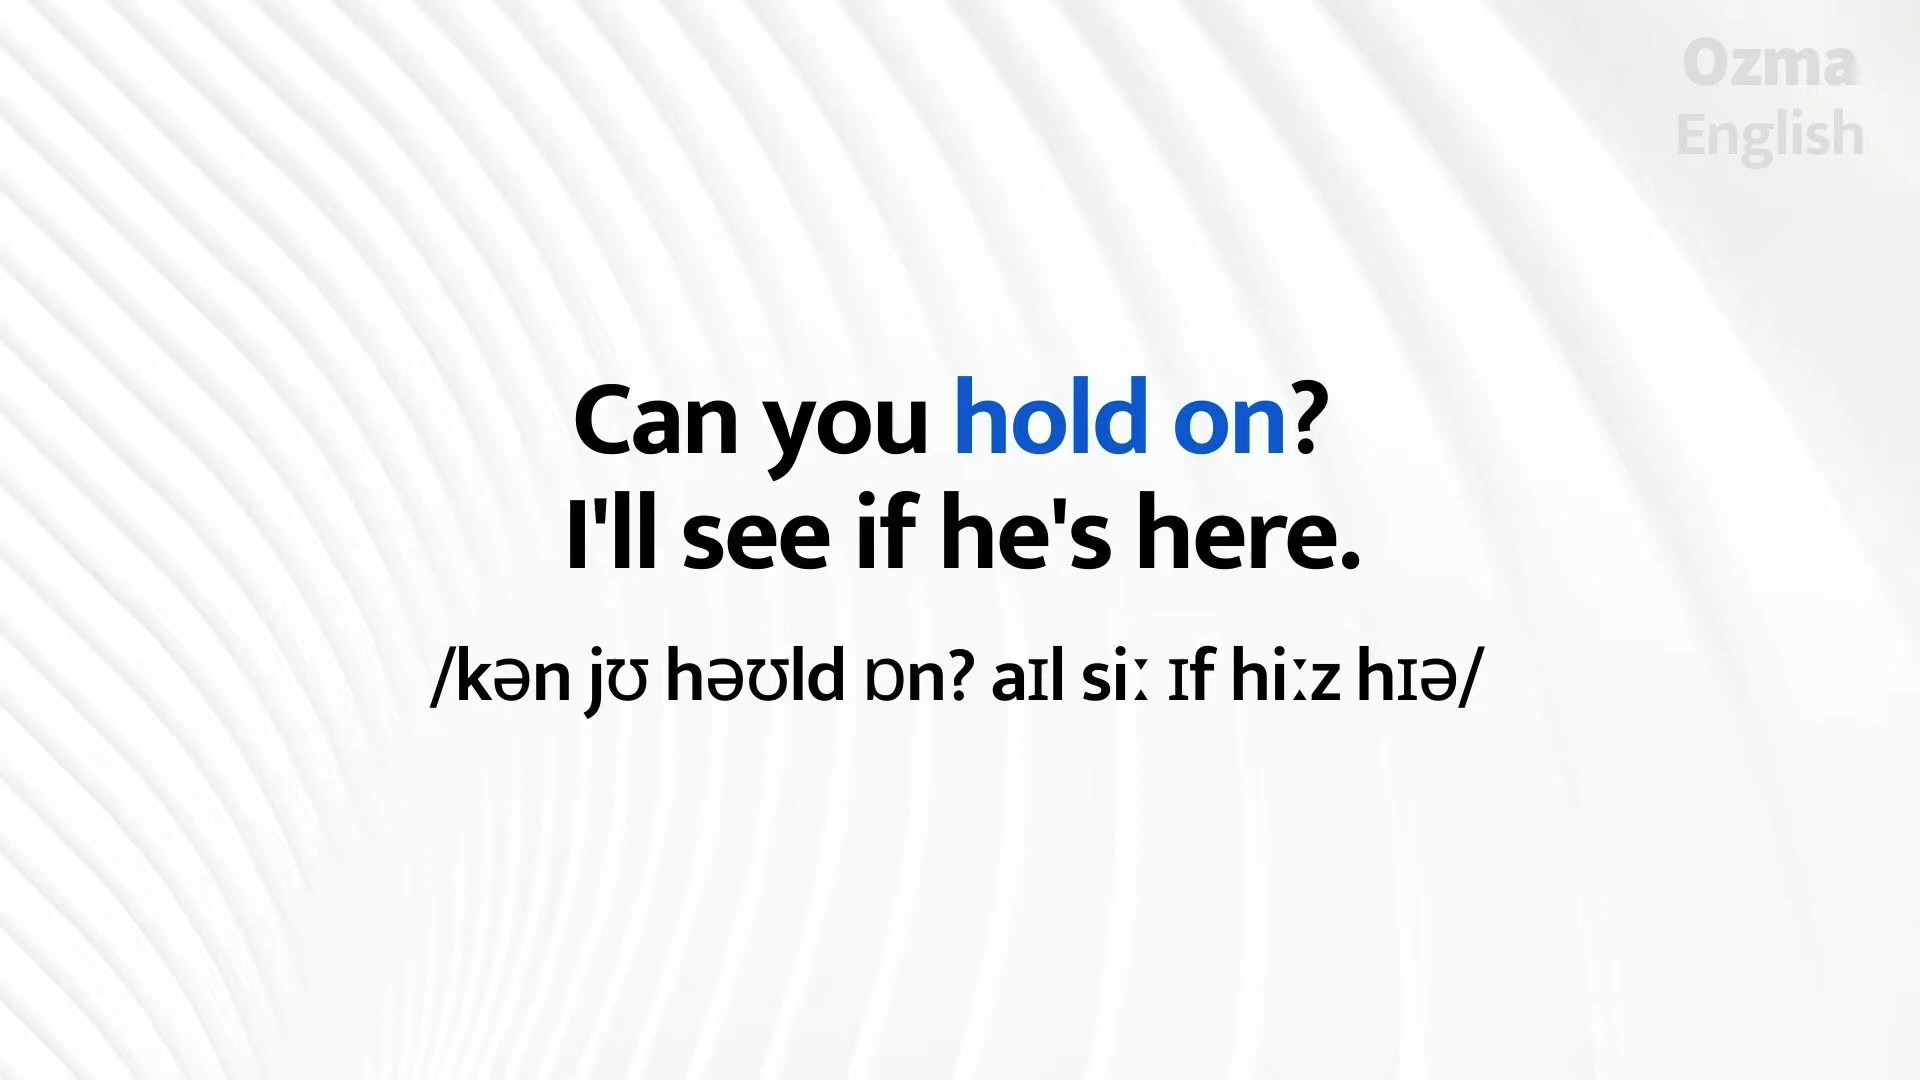 Ozma
English
Can you hold on?
I'll see if he's here.
/kən jʊ həʊld ɒn? aɪl siː ɪf hiːz hɪə/